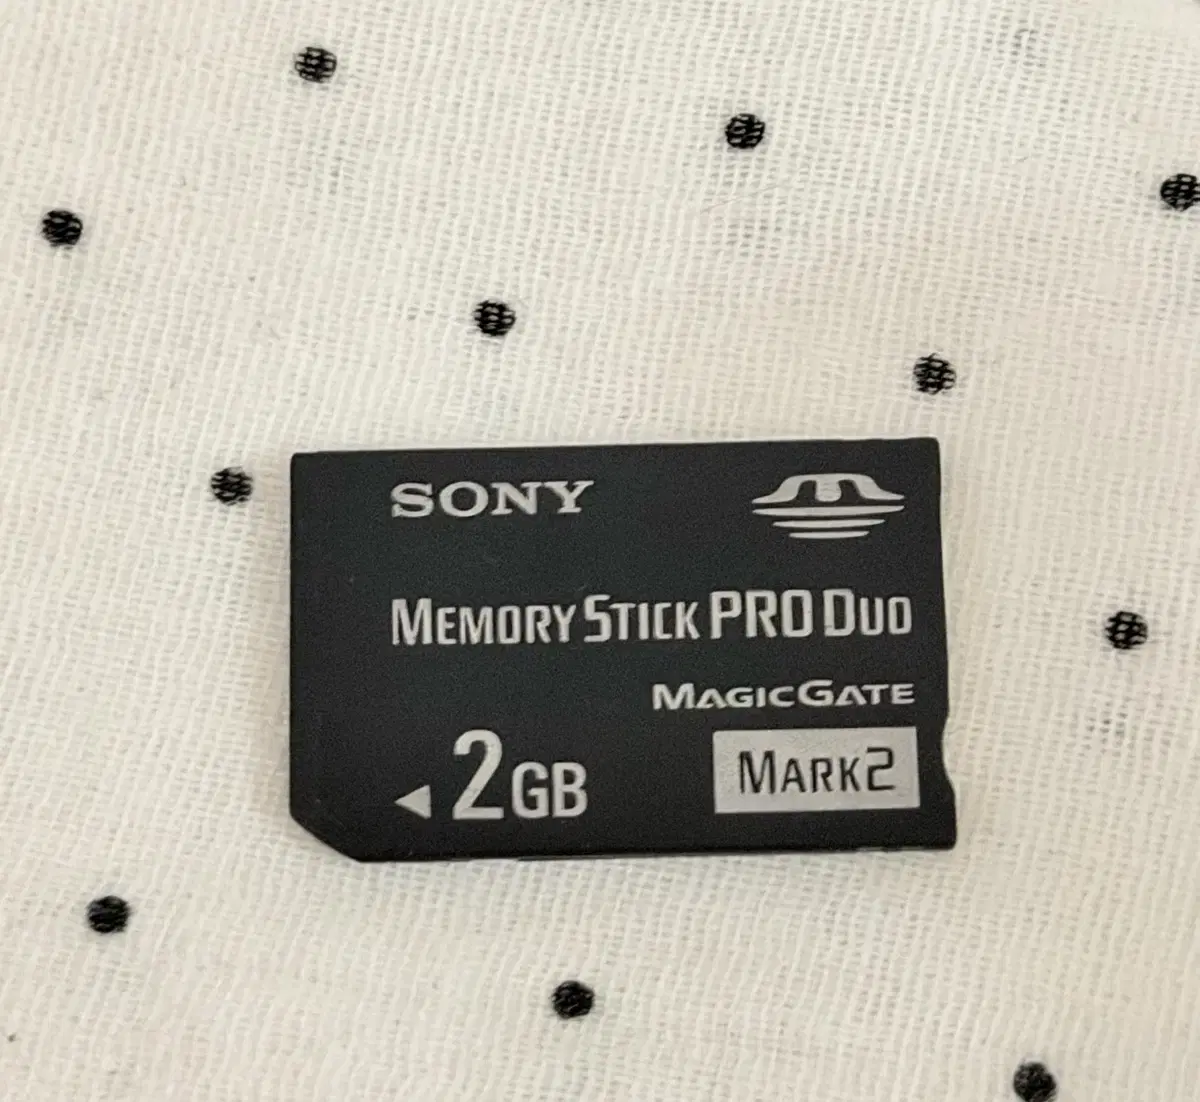 SONY
MEMORY STICK PRO DUO
MAGICGATE
2GB
MARK2